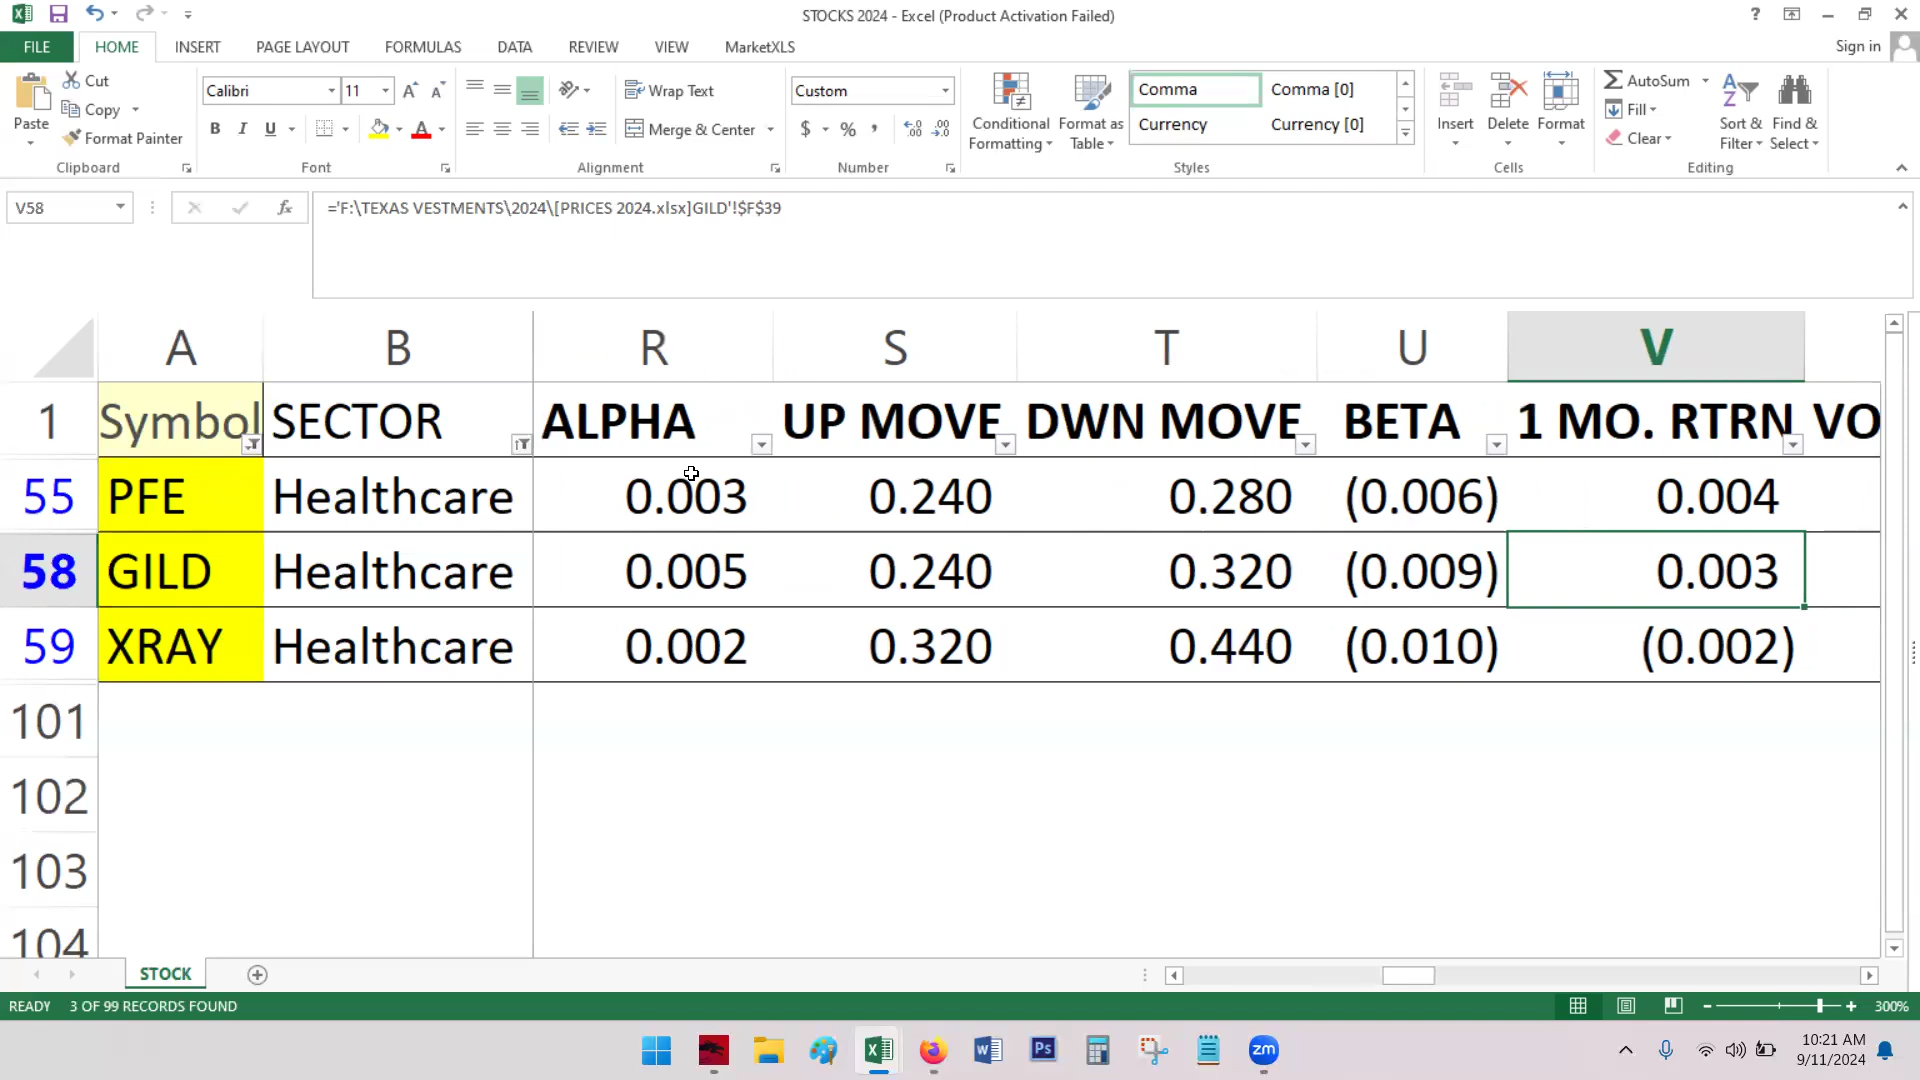 STOCKS 2024 - Excel (Product Activation Failed)
?
FILE HOME INSERT PAGE LAYOUT FORMULAS DATA REVIEW VIEW MarketXLS Sign in
Paste
Cut
Copy
Format Painter
Clipboard
Calibri 11
B I U
Font
Wrap Text
Merge & Center
Alignment
Custom
$ % ,
Number
Conditional Formatting
Format as Table
Comma Comma [0]
Currency Currency [0]
Styles
Insert Delete Format
Cells
AutoSum
Fill
Clear
Sort & Filter
Find & Select
Editing
V58
fx
='F:\TEXAS VESTMENTS\2024\[PRICES 2024.xlsx]GILD'!$F$39
A B R S T U V
1 Symbol SECTOR ALPHA UP MOVE DWN MOVE BETA 1 MO. RTRN VO
55 PFE Healthcare 0.003 0.240 0.280 (0.006) 0.004
58 GILD Healthcare 0.005 0.240 0.320 (0.009) 0.003
59 XRAY Healthcare 0.002 0.320 0.440 (0.010) (0.002)
101
102
103
104
STOCK
READY 3 OF 99 RECORDS FOUND
300%
Ps
zm
10:21 AM
9/11/2024